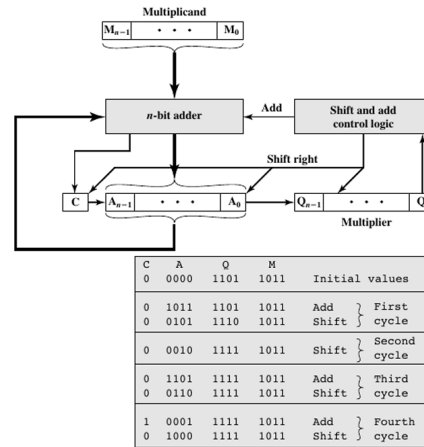 Multiplicand
Mn−1 · · · M0
n-bit adder
Add
Shift and add
control logic
Shift right
C
An−1 · · · A0
Qn−1 · · · Q
Multiplier
C A Q M
0 0000 1101 1011 Initial values
0 1011 1101 1011 Add First
0 0101 1110 1011 Shift cycle
0 0010 1111 1011 Shift Second
cycle
0 1101 1111 1011 Add Third
0 0110 1111 1011 Shift cycle
1 0001 1111 1011 Add Fourth
0 1000 1111 1011 Shift cycle